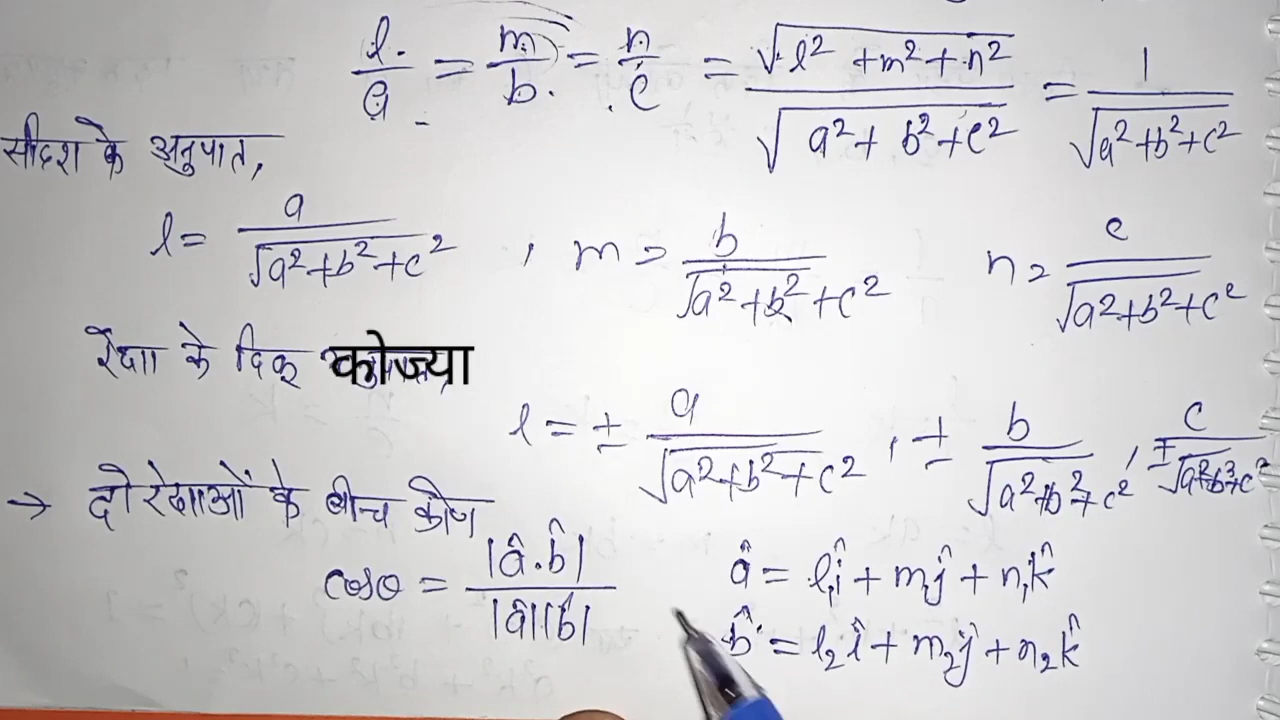 l/a = m/b = n/c = √(l² + m² + n²)/√(a² + b² + c²) = 1/√(a² + b² + c²)
सदिश के अनुपात,
l = a/√(a² + b² + c²) , m = b/√(a² + b² + c²) n = c/√(a² + b² + c²)
रेखा के दिक् कोज्या
l = ± a/√(a² + b² + c²) , ± b/√(a² + b² + c²) , ± c/√(a² + b² + c²)
→ दो रेखाओं के बीच कोण
cosθ = |â.b̂|/|â||b̂| â = l₁î + m₁ĵ + n₁k̂
b̂ = l₂î + m₂ĵ + n₂k̂